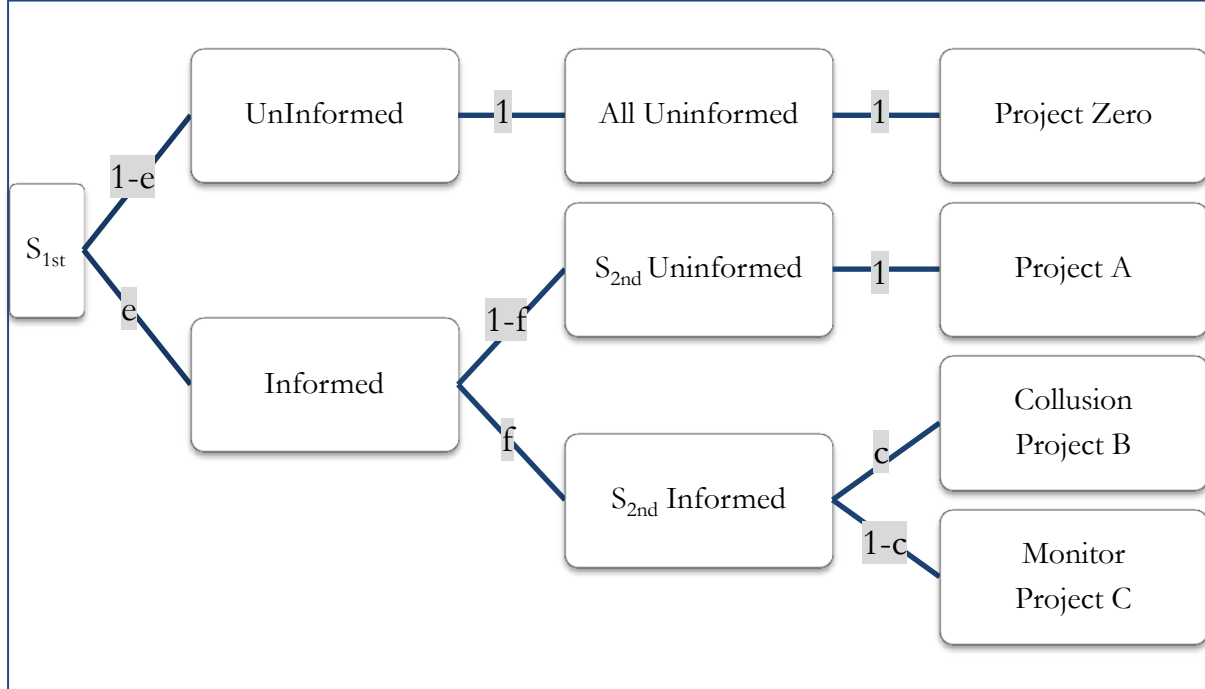 UnInformed
1
All Uninformed
1
Project Zero
1-e
S1st
e
Informed
1-f
S2nd Uninformed
1
Project A
f
S2nd Informed
c
Collusion
Project B
1-c
Monitor
Project C